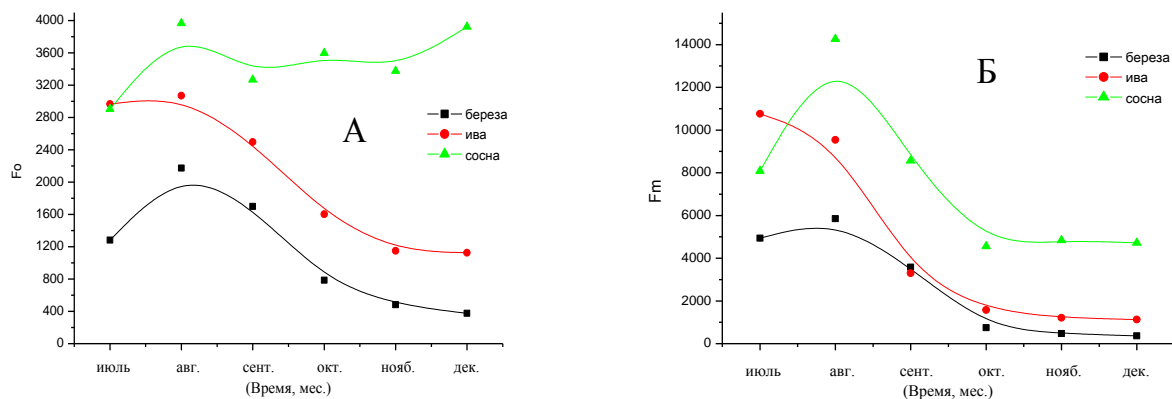 4000
3600
3200
2800
2400
2000
1600
1200
800
400
0
Fo
А
береза
ива
сосна
июль авг. сент. окт. нояб. дек.
(Время, мес.)
14000
12000
10000
8000
6000
4000
2000
0
Fm
Б
береза
ива
сосна
июль авг. сент. окт. нояб. дек.
(Время, мес.)